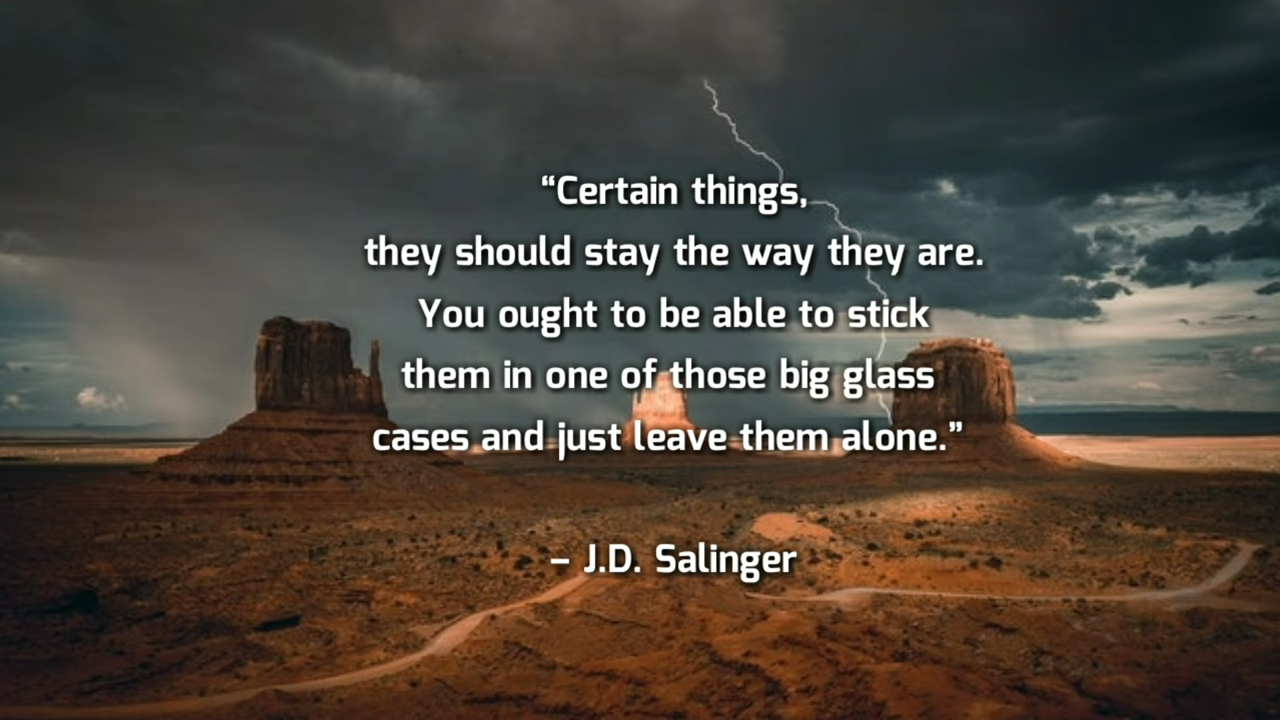 “Certain things,
they should stay the way they are.
You ought to be able to stick
them in one of those big glass
cases and just leave them alone.”
– J.D. Salinger